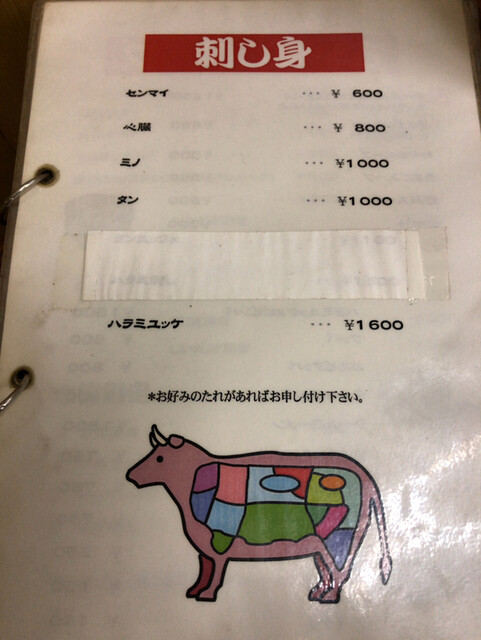 刺し身
センマイ … ¥ 600
心臓 … ¥ 800
ミノ … ¥1000
タン … ¥1000
ハラミユッケ … ¥1600
*お好みのたれがあればお申し付け下さい。